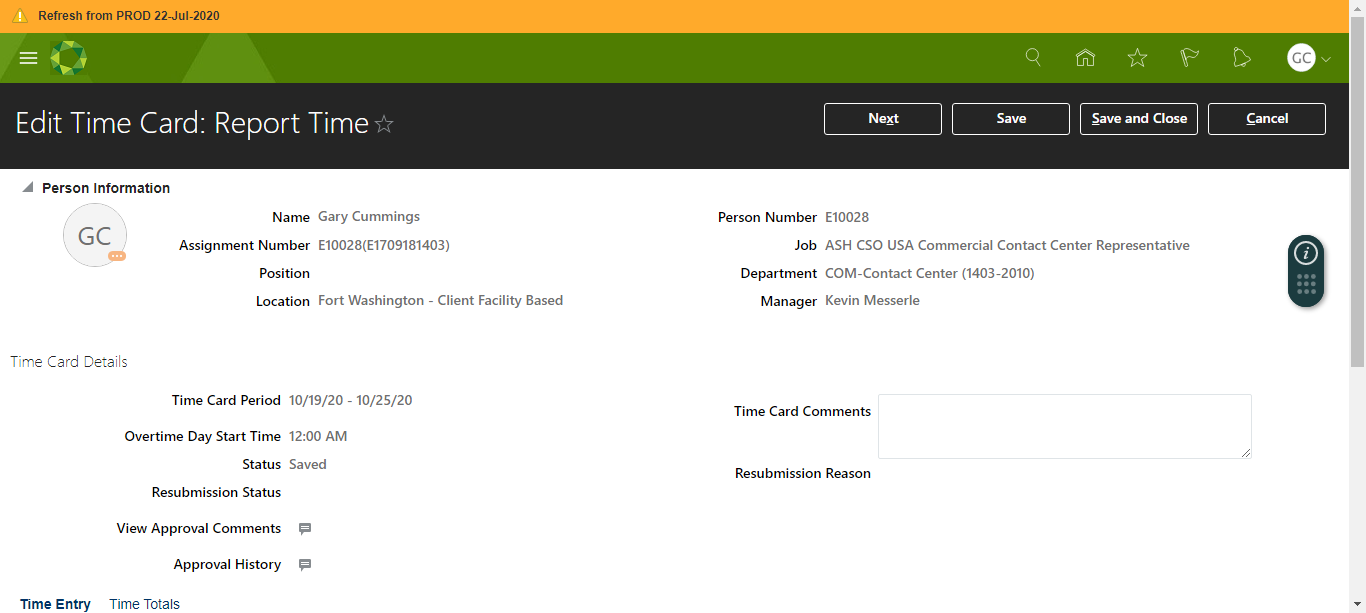 Refresh from PROD 22-Jul-2020
GC
Edit Time Card: Report Time
Next Save Save and Close Cancel
Person Information
GC
Name Gary Cummings
Person Number E10028
Assignment Number E10028(E1709181403)
Job ASH CSO USA Commercial Contact Center Representative
Position
Department COM-Contact Center (1403-2010)
Location Fort Washington - Client Facility Based
Manager Kevin Messerle
i
Time Card Details
Time Card Period 10/19/20 - 10/25/20
Time Card Comments
Overtime Day Start Time 12:00 AM
Status Saved
Resubmission Reason
Resubmission Status
View Approval Comments
Approval History
Time Entry Time Totals